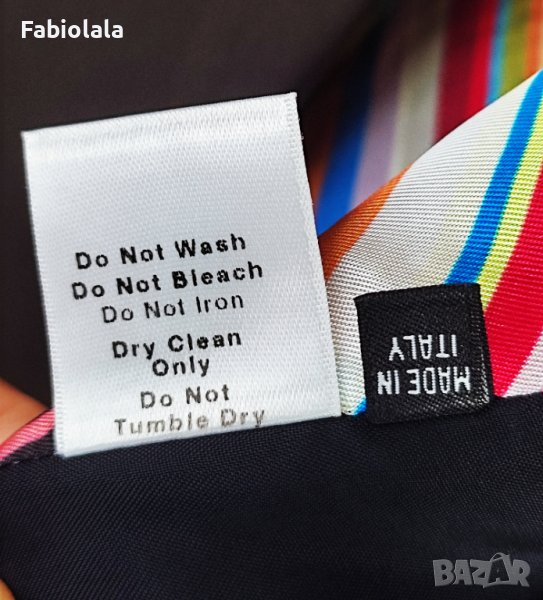 Fabiolala
Do Not Wash
Do Not Bleach
Do Not Iron
Dry Clean
Only
Do Not
Tumble Dry
MADE IN
ITALY
BAZAR